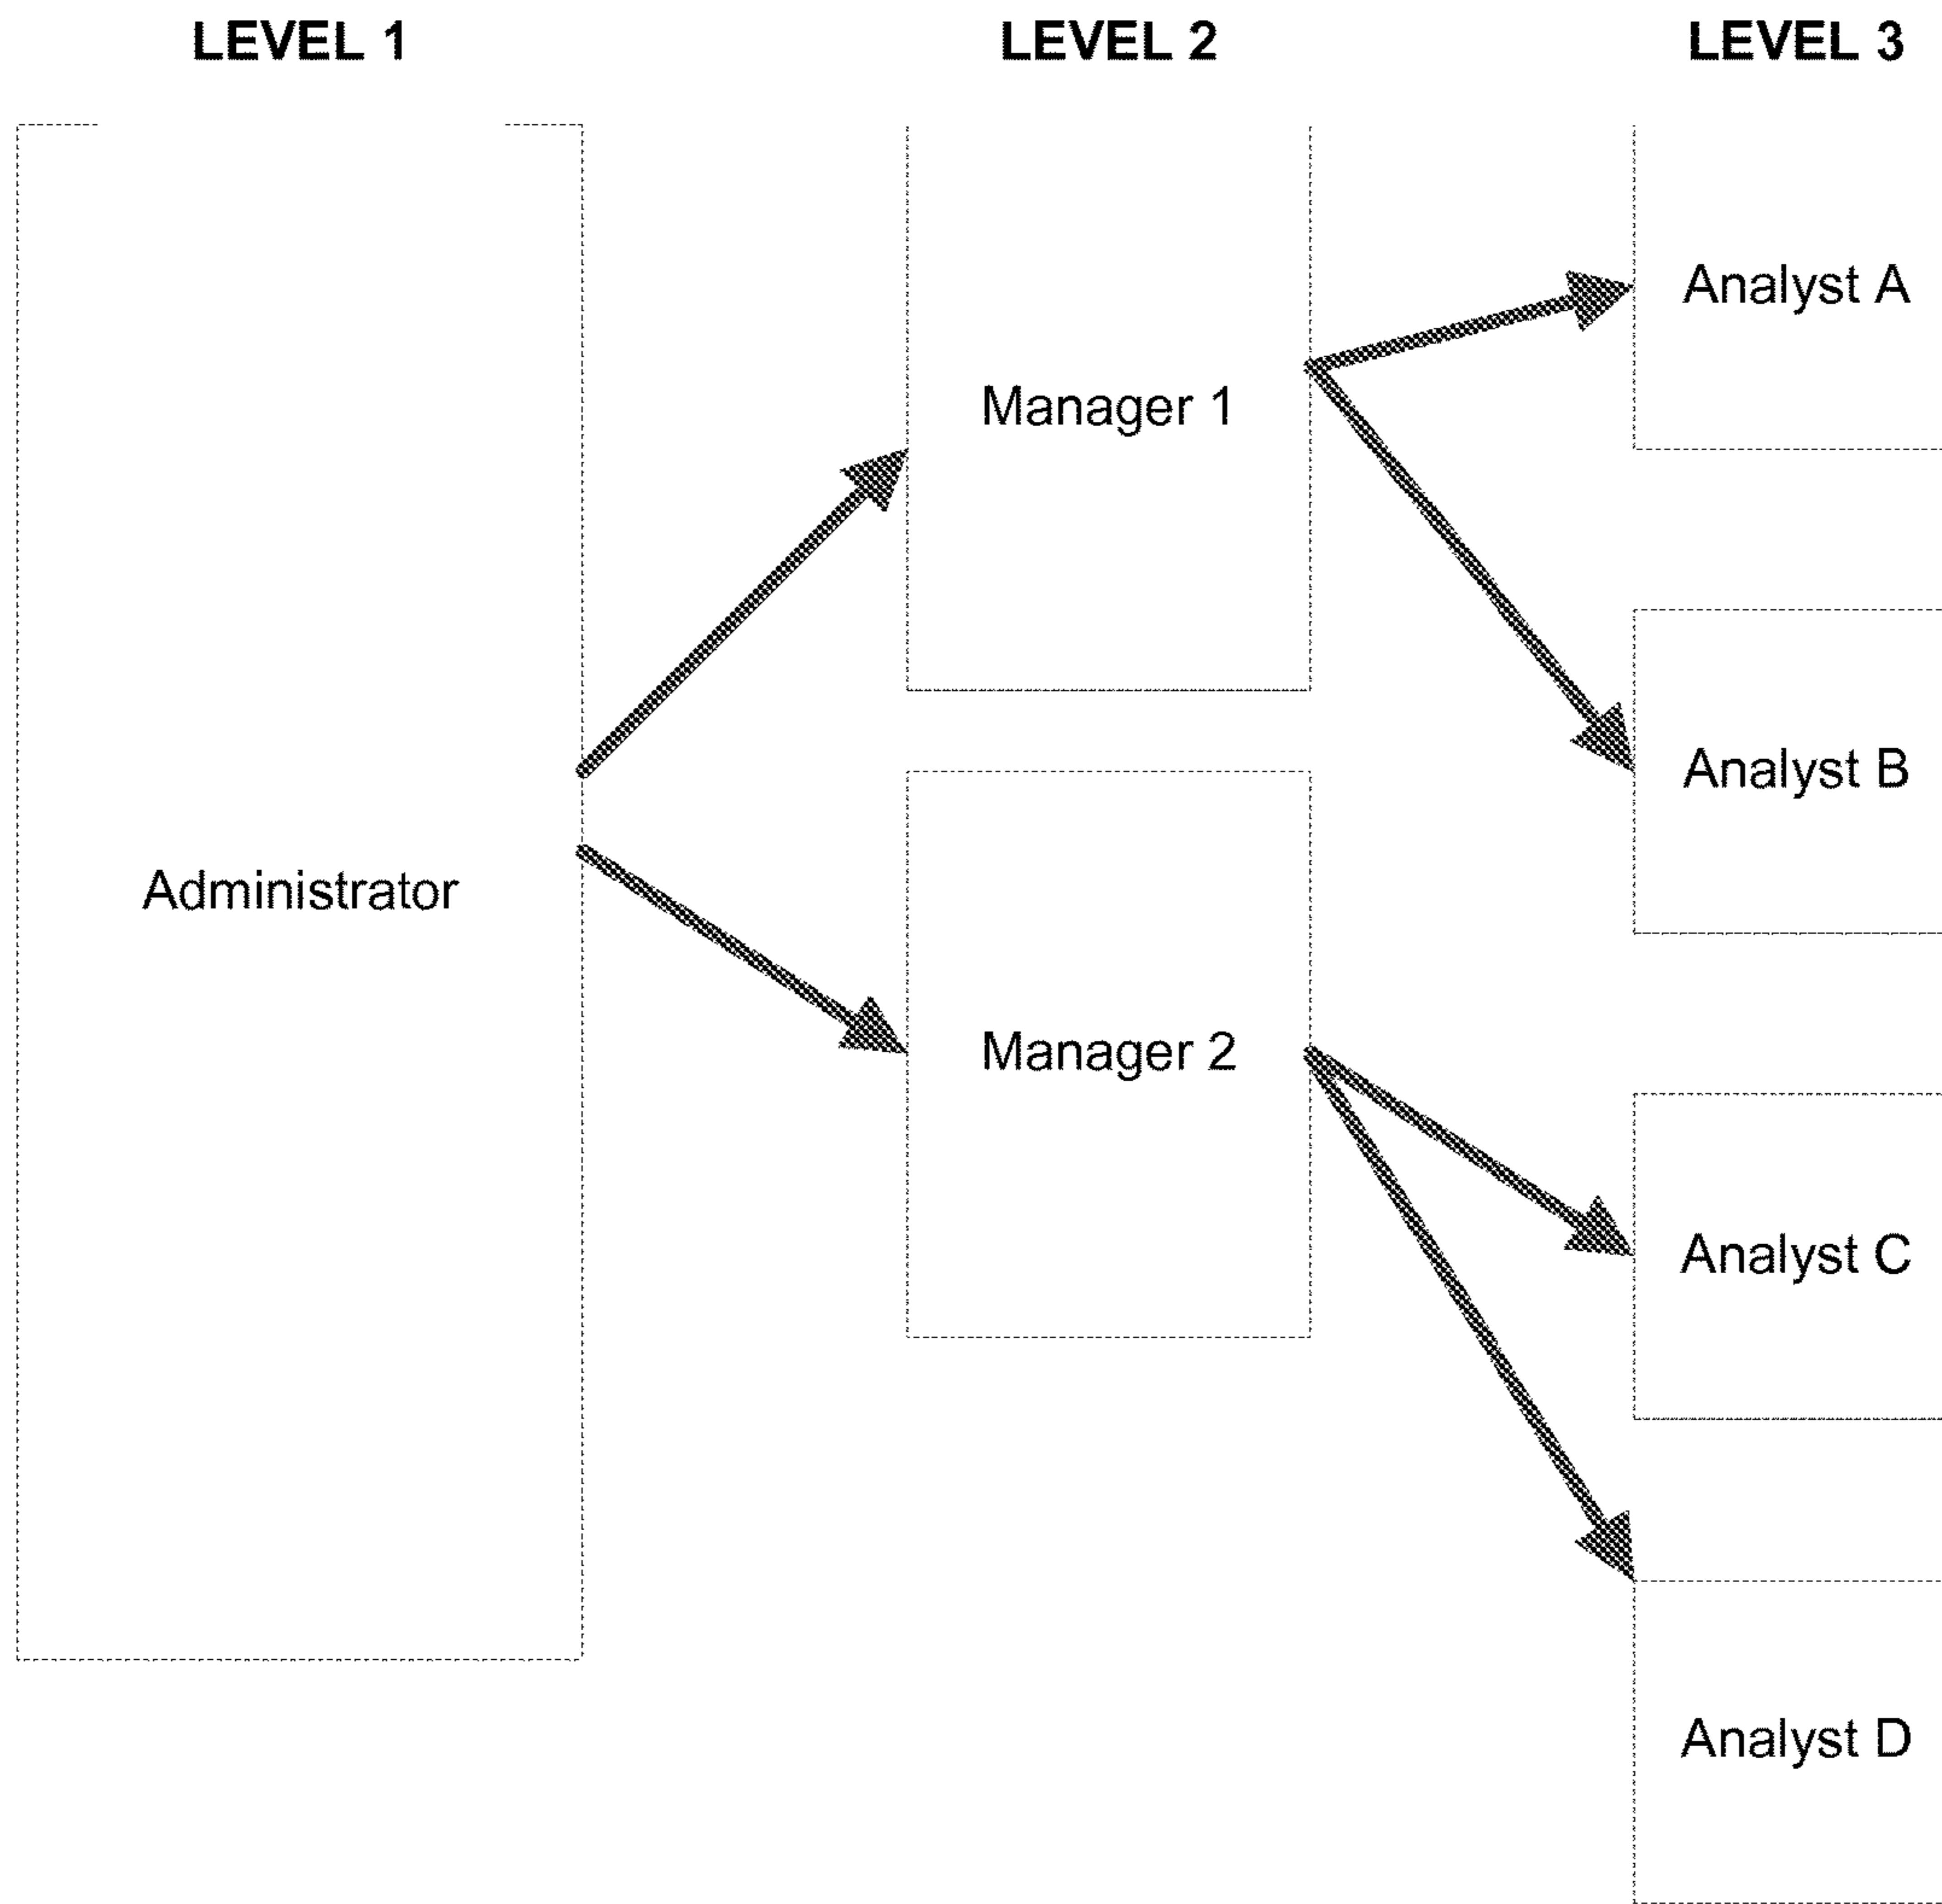 LEVEL 1
LEVEL 2
LEVEL 3
Administrator
Manager 1
Manager 2
Analyst A
Analyst B
Analyst C
Analyst D